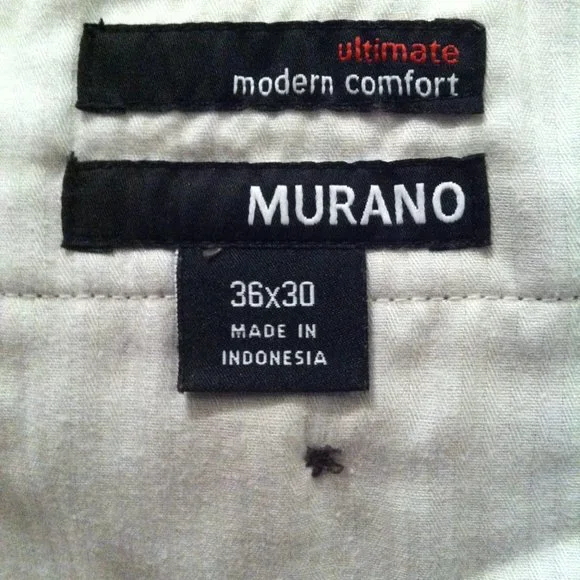 ultimate
modern comfort
MURANO
36x30
MADE IN
INDONESIA